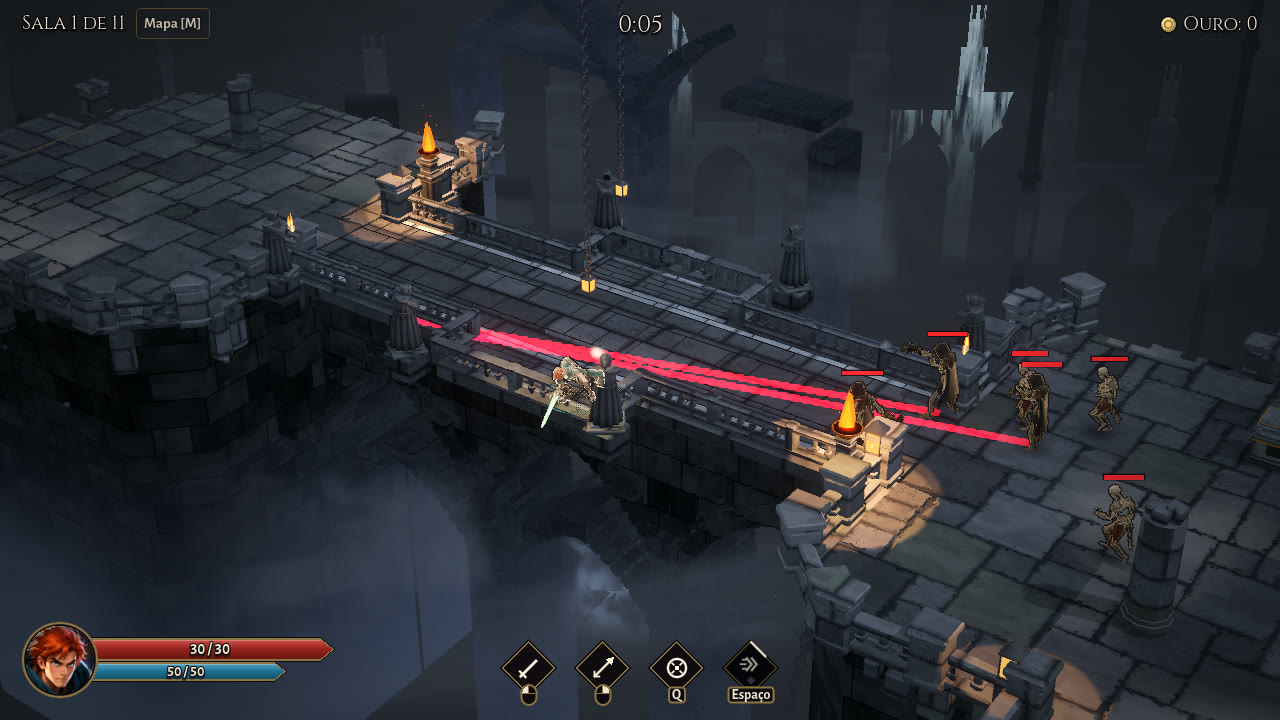 SALA 1 DE 11
Mapa [M]
0:05
OURO: 0
30/30
50/50
Q
Espaço